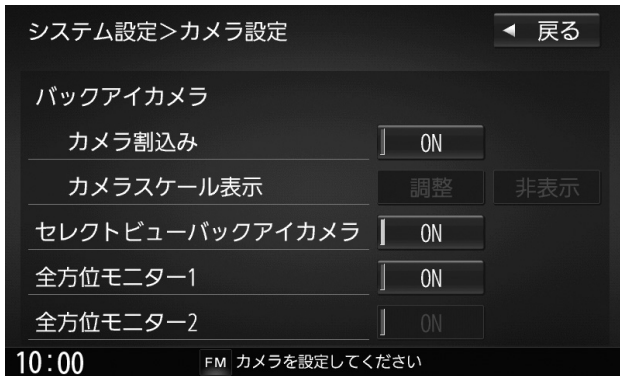 システム設定＞カメラ設定 ◀ 戻る
バックアイカメラ
カメラ割込み ON
カメラスケール表示 調整 非表示
セレクトビューバックアイカメラ ON
全方位モニター1 ON
全方位モニター2 ON
10:00 FM カメラを設定してください